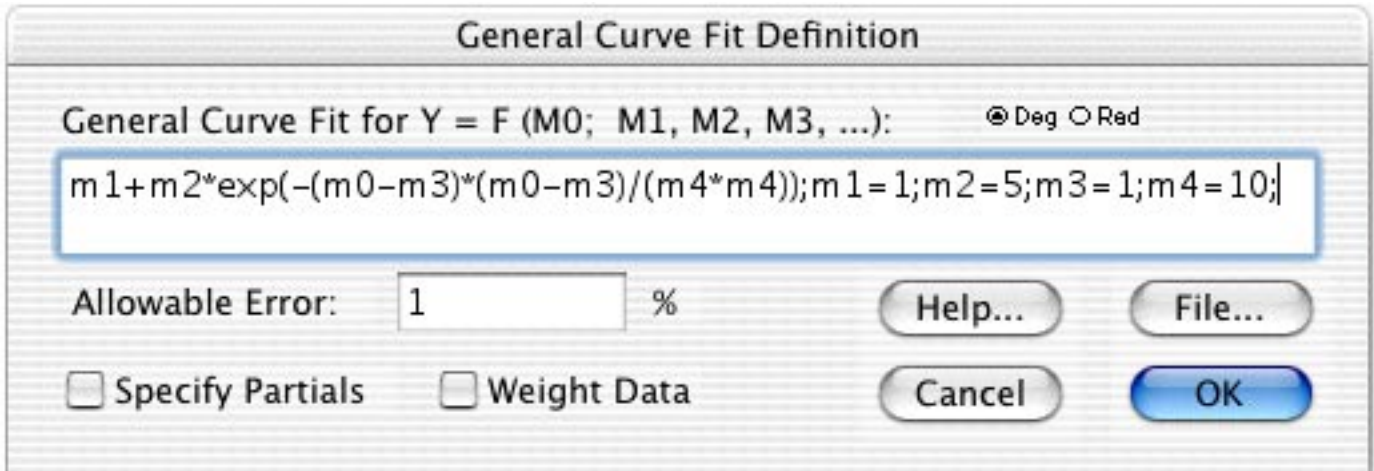 General Curve Fit Definition
General Curve Fit for Y = F (M0; M1, M2, M3, ...): Deg Rad
m1+m2*exp(-(m0-m3)*(m0-m3)/(m4*m4));m1=1;m2=5;m3=1;m4=10;
Allowable Error: 1 % Help... File...
Specify Partials Weight Data Cancel OK